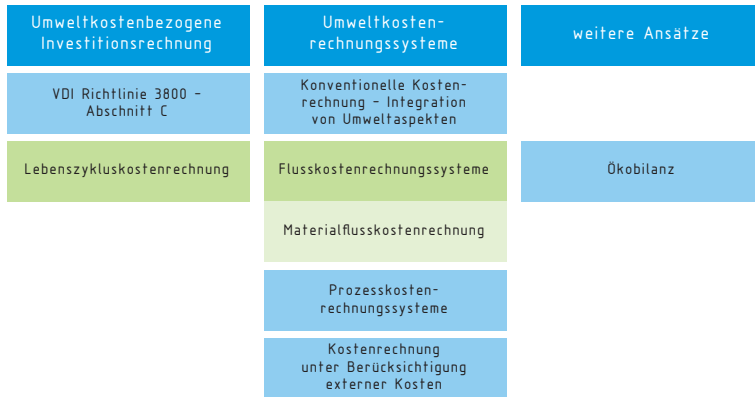 Umweltkostenbezogene
Investitionsrechnung
VDI Richtlinie 3800 –
Abschnitt C
Lebenszykluskostenrechnung
Umweltkosten-
rechnungssysteme
Konventionelle Kosten-
rechnung – Integration
von Umweltaspekten
Flusskostenrechnungssysteme
Materialflusskostenrechnung
Prozesskosten-
rechnungssysteme
Kostenrechnung
unter Berücksichtigung
externer Kosten
weitere Ansätze
Ökobilanz